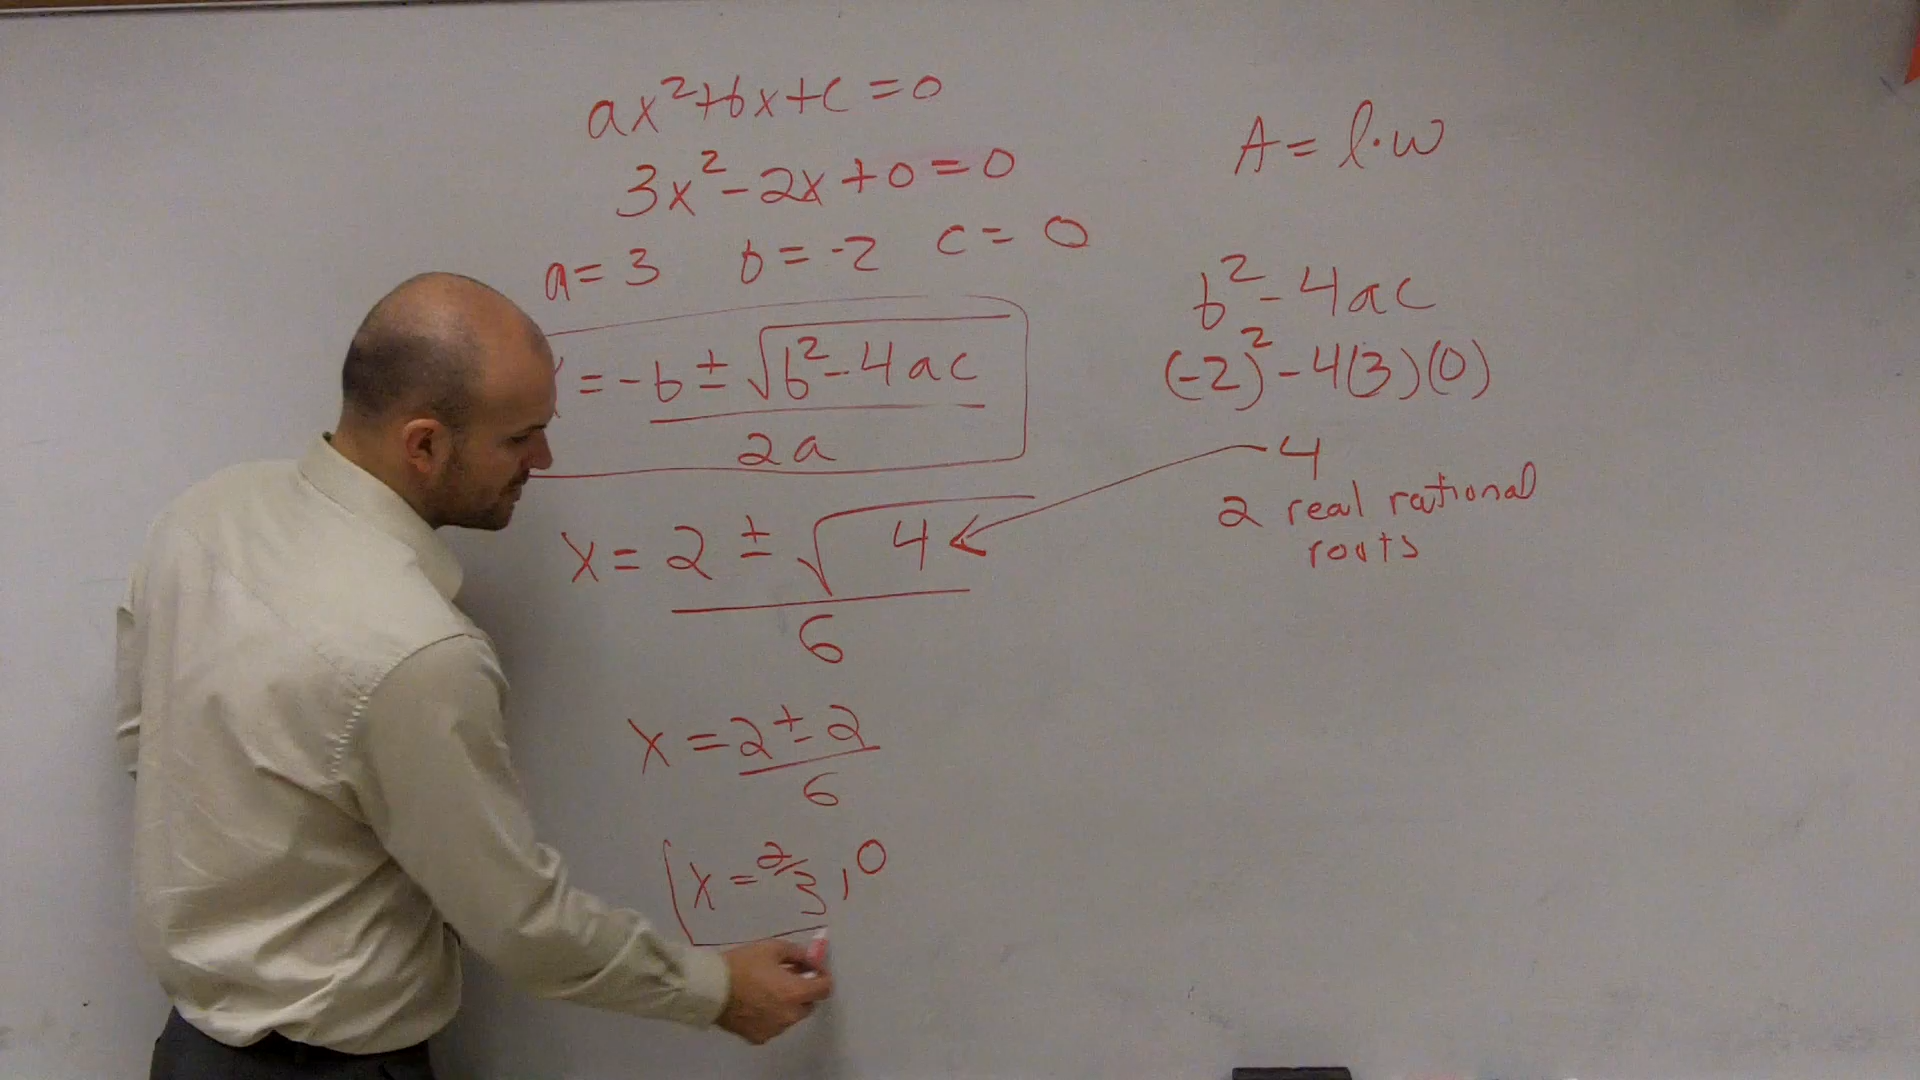 ax²+bx+c=0
3x²-2x+0=0
a=3 b=-2 c=0
=-b±√b²-4ac
2a
x=2±√4
6
x=2±2
6
x=2/3,0
A=l·w
b²-4ac
(-2)²-4(3)(0)
4
2 real rational
roots